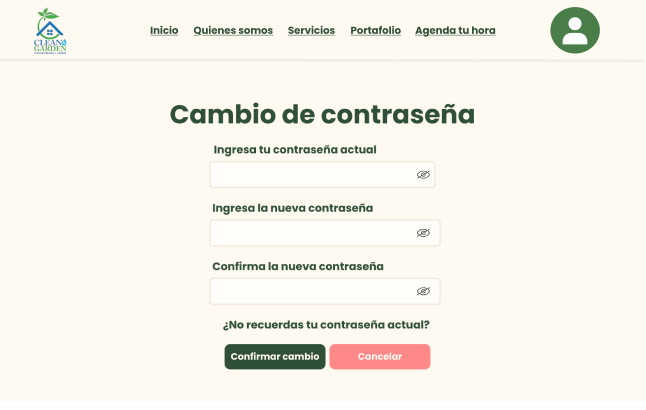 CLEAN
GARDEN
Inicio Quienes somos Servicios Portafolio Agenda tu hora
Cambio de contraseña
Ingresa tu contraseña actual
Ingresa la nueva contraseña
Confirma la nueva contraseña
¿No recuerdas tu contraseña actual?
Confirmar cambio Cancelar